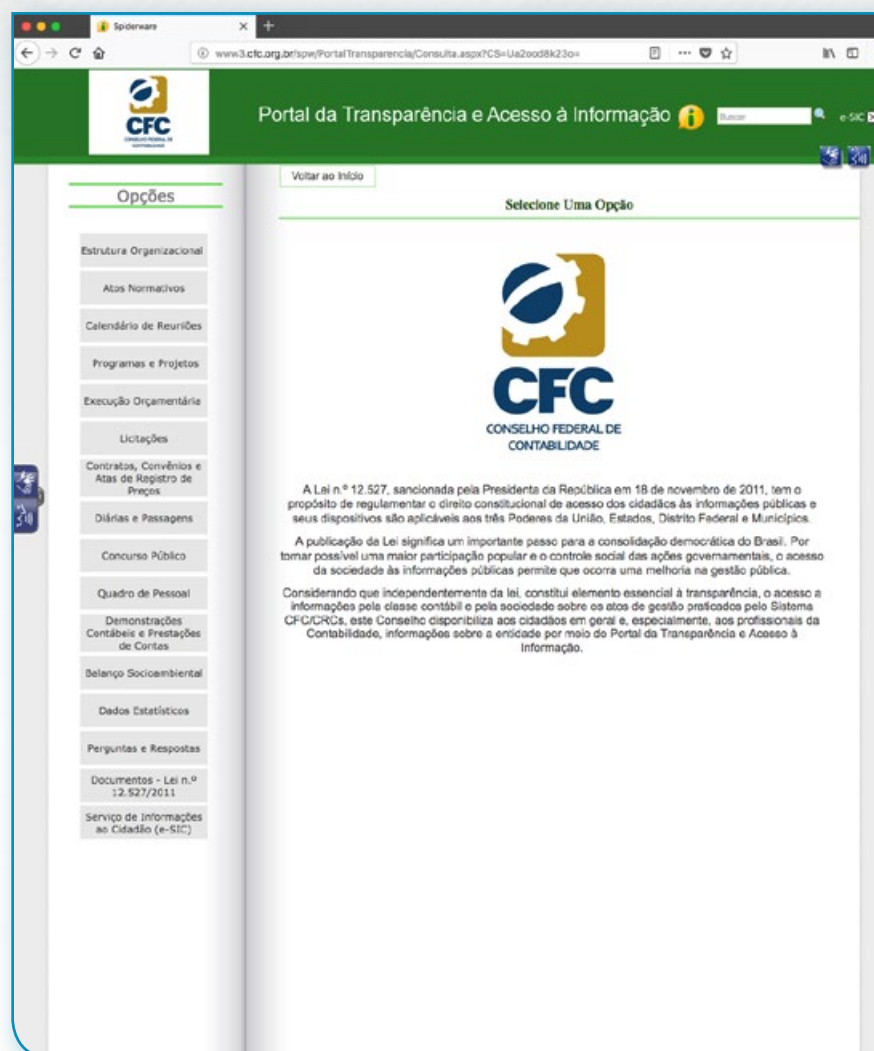 Spiderware
www3.cfc.org.br/spw/PortalTransparencia/Consulta.aspx?CS=Ua2ood8k23o=
CFC
CONSELHO FEDERAL DE
CONTABILIDADE
Portal da Transparência e Acesso à Informação
Buscar
e-SIC
Voltar ao Início
Selecione Uma Opção
Opções
Estrutura Organizacional
Atos Normativos
Calendário de Reuniões
Programas e Projetos
Execução Orçamentária
Licitações
Contratos, Convênios e
Atas de Registro de
Preços
Diárias e Passagens
Concurso Público
Quadro de Pessoal
Demonstrações
Contábeis e Prestações
de Contas
Balanço Socioambiental
Dados Estatísticos
Perguntas e Respostas
Documentos - Lei n.º
12.527/2011
Serviço de Informações
ao Cidadão (e-SIC)
CFC
CONSELHO FEDERAL DE
CONTABILIDADE
A Lei n.º 12.527, sancionada pela Presidenta da República em 18 de novembro de 2011, tem o
propósito de regulamentar o direito constitucional de acesso dos cidadãos às informações públicas e
seus dispositivos são aplicáveis aos três Poderes da União, Estados, Distrito Federal e Municípios.
A publicação da Lei significa um importante passo para a consolidação democrática do Brasil. Por
tornar possível uma maior participação popular e o controle social das ações governamentais, o acesso
da sociedade às informações públicas permite que ocorra uma melhoria na gestão pública.
Considerando que independentemente da lei, constitui elemento essencial à transparência, o acesso a
informações pela classe contábil e pela sociedade sobre os atos de gestão praticados pelo Sistema
CFC/CRCs, este Conselho disponibiliza aos cidadãos em geral e, especialmente, aos profissionais da
Contabilidade, informações sobre a entidade por meio do Portal da Transparência e Acesso à
Informação.